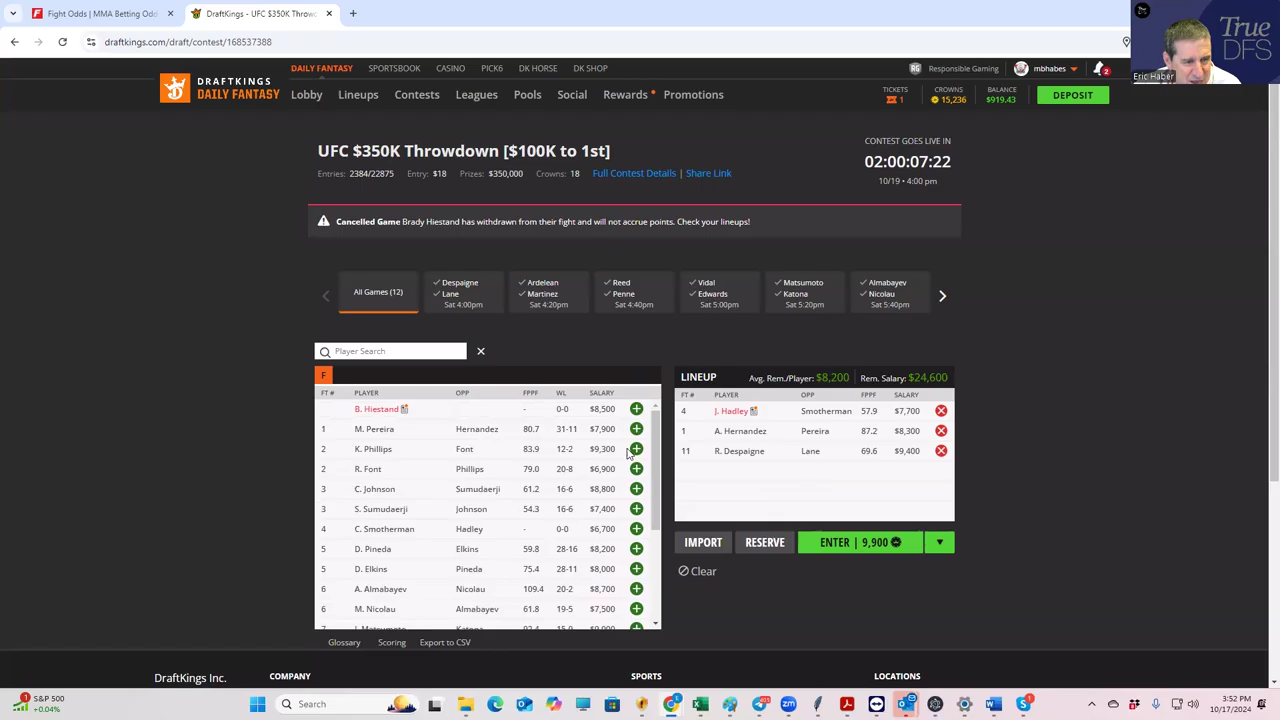 Fight Odds | MMA Betting Odd
DraftKings - UFC $350K Throwdo
draftkings.com/draft/contest/168537388
True
DFS
Eric Haber
DRAFTKINGS
DAILY FANTASY
DAILY FANTASY SPORTSBOOK CASINO PICK6 DK HORSE DK SHOP
RG Responsible Gaming mbhabes 2
Lobby Lineups Contests Leagues Pools Social Rewards Promotions
TICKETS CROWNS BALANCE
1 15,236 $919.43
DEPOSIT
UFC $350K Throwdown [$100K to 1st]
Entries: 2384/22875 Entry: $18 Prizes: $350,000 Crowns: 18 Full Contest Details | Share Link
CONTEST GOES LIVE IN
02:00:07:22
10/19 • 4:00 pm
Cancelled Game Brady Hiestand has withdrawn from their fight and will not accrue points. Check your lineups!
All Games (12)
Despaigne
Lane
Sat 4:00pm
Ardelean
Martinez
Sat 4:20pm
Reed
Penne
Sat 4:40pm
Vidal
Edwards
Sat 5:00pm
Matsumoto
Katona
Sat 5:20pm
Almabayev
Nicolau
Sat 5:40pm
Player Search
F
FT # PLAYER OPP FPPF WL SALARY
B. Hiestand - 0-0 $8,500
1 M. Pereira Hernandez 80.7 31-11 $7,900
2 K. Phillips Font 83.9 12-2 $9,300
2 R. Font Phillips 79.0 20-8 $6,900
3 C. Johnson Sumudaerji 61.2 16-6 $8,800
3 S. Sumudaerji Johnson 54.3 16-6 $7,400
4 C. Smotherman Hadley - 0-0 $6,700
5 D. Pineda Elkins 59.8 28-16 $8,200
5 D. Elkins Pineda 75.4 28-11 $8,000
6 A. Almabayev Nicolau 109.4 20-2 $8,700
6 M. Nicolau Almabayev 61.8 19-5 $7,500
LINEUP Avg. Rem./Player: $8,200 Rem. Salary: $24,600
FT # PLAYER OPP FPPF SALARY
4 J. Hadley Smotherman 57.9 $7,700
1 A. Hernandez Pereira 87.2 $8,300
11 R. Despaigne Lane 69.6 $9,400
IMPORT RESERVE ENTER | 9,900
Clear
Glossary Scoring Export to CSV
DraftKings Inc. COMPANY SPORTS LOCATIONS
1 S&P 500
+0.04%
Search
3:52 PM
10/17/2024